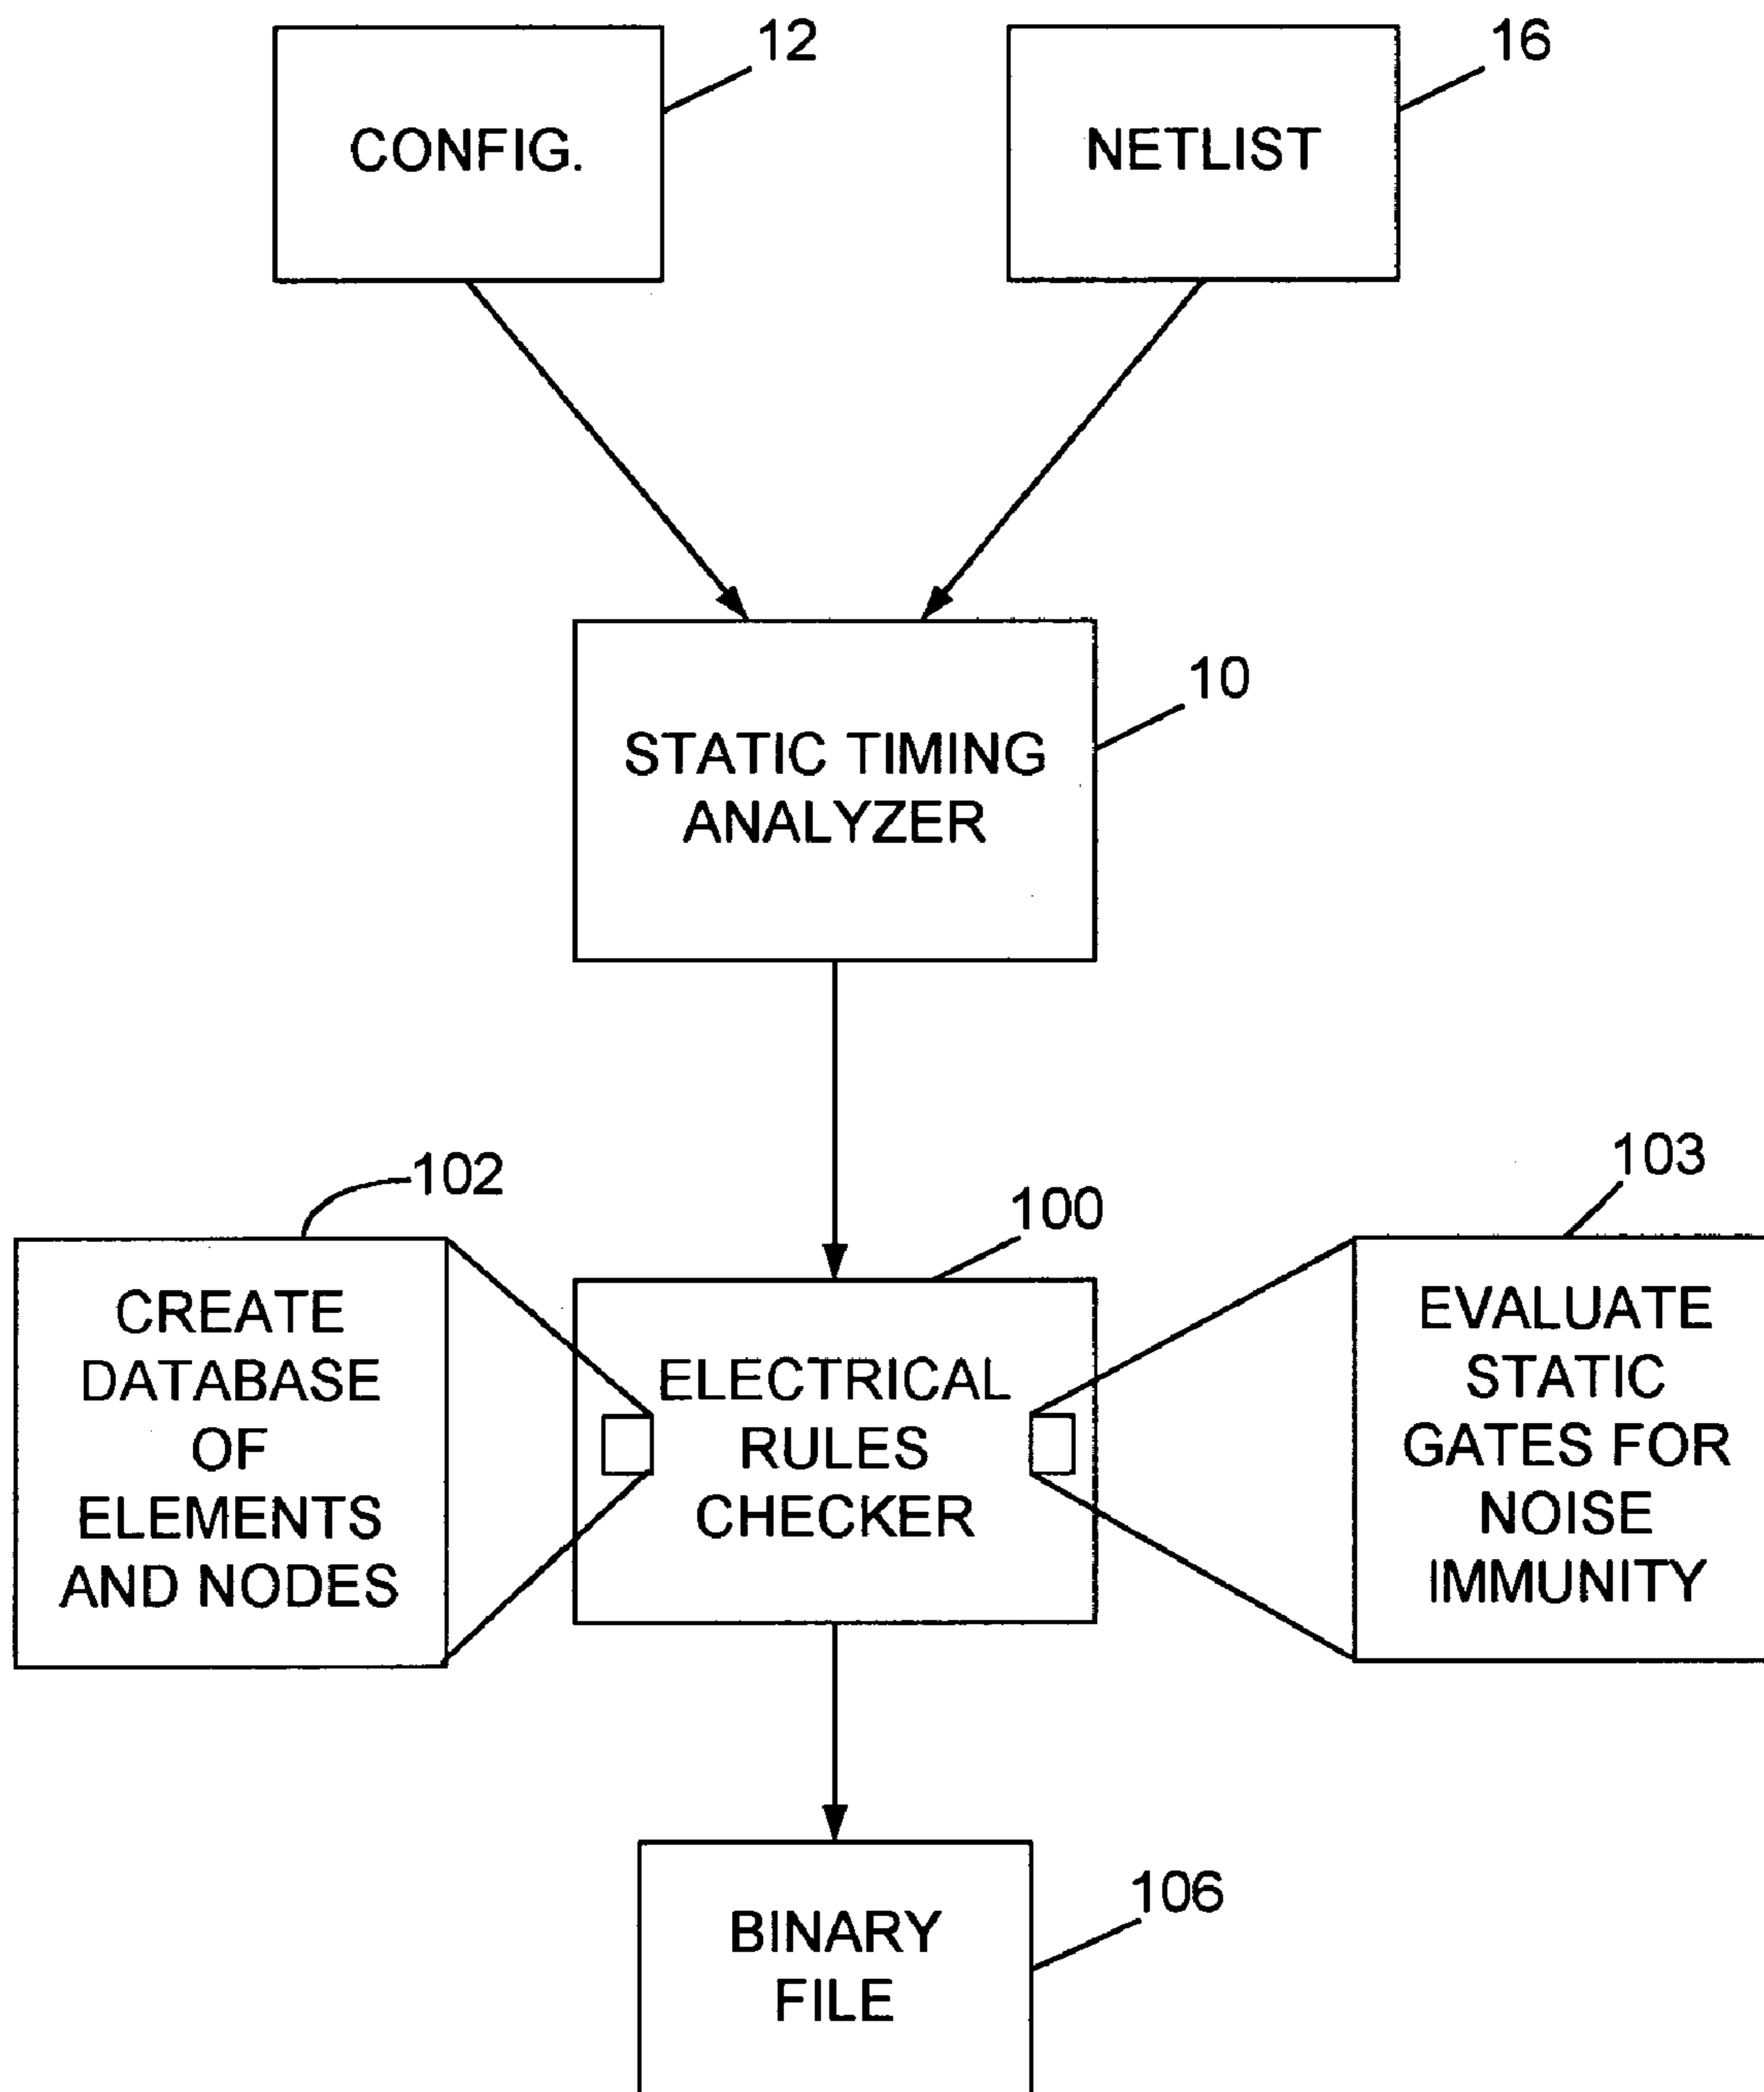 12
CONFIG.
16
NETLIST
10
STATIC TIMING
ANALYZER
102
CREATE
DATABASE
OF
ELEMENTS
AND NODES
100
ELECTRICAL
RULES
CHECKER
103
EVALUATE
STATIC
GATES FOR
NOISE
IMMUNITY
106
BINARY
FILE